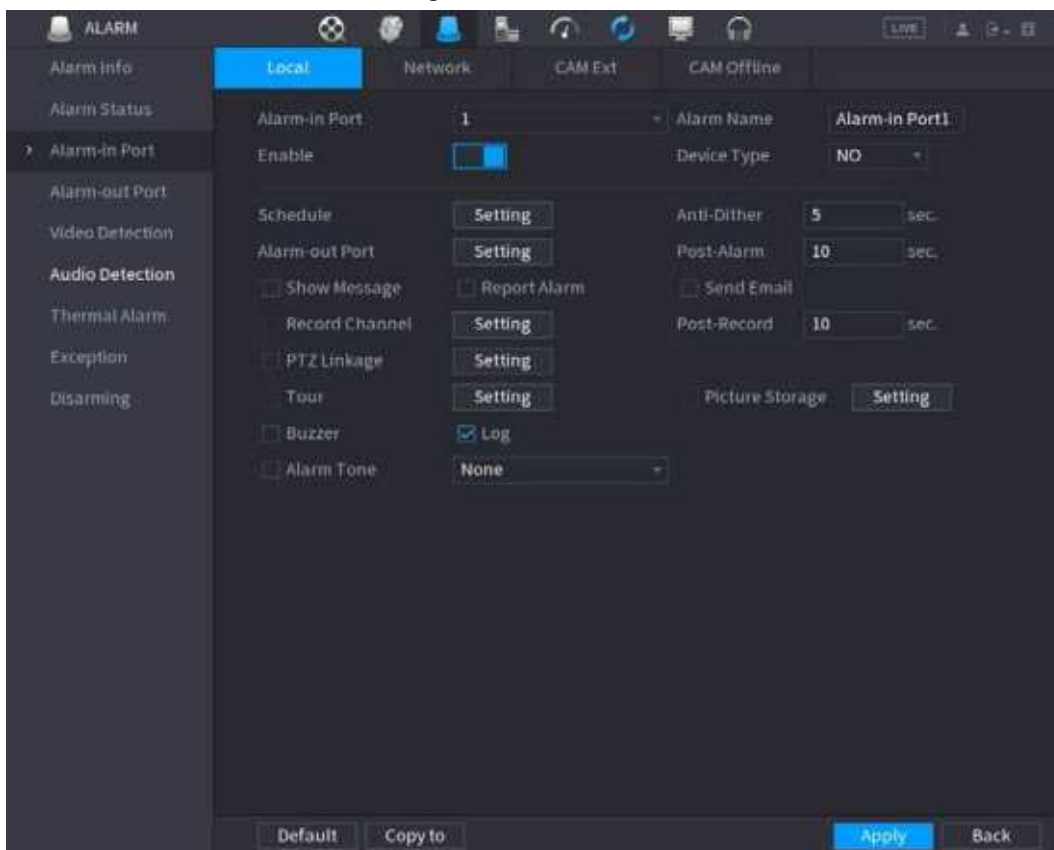 ALARM
LIVE
Alarm Info
Alarm Status
Alarm-in Port
Alarm-out Port
Video Detection
Audio Detection
Thermal Alarm
Exception
Disarming
Local Network CAM Ext CAM Offline
Alarm-in Port 1 Alarm Name Alarm-in Port1
Enable Device Type NO
Schedule Setting Anti-Dither 5 sec.
Alarm-out Port Setting Post-Alarm 10 sec.
Show Message Report Alarm Send Email
Record Channel Setting Post-Record 10 sec.
PTZ Linkage Setting
Tour Setting Picture Storage Setting
Buzzer Log
Alarm Tone None
Default Copy to Apply Back